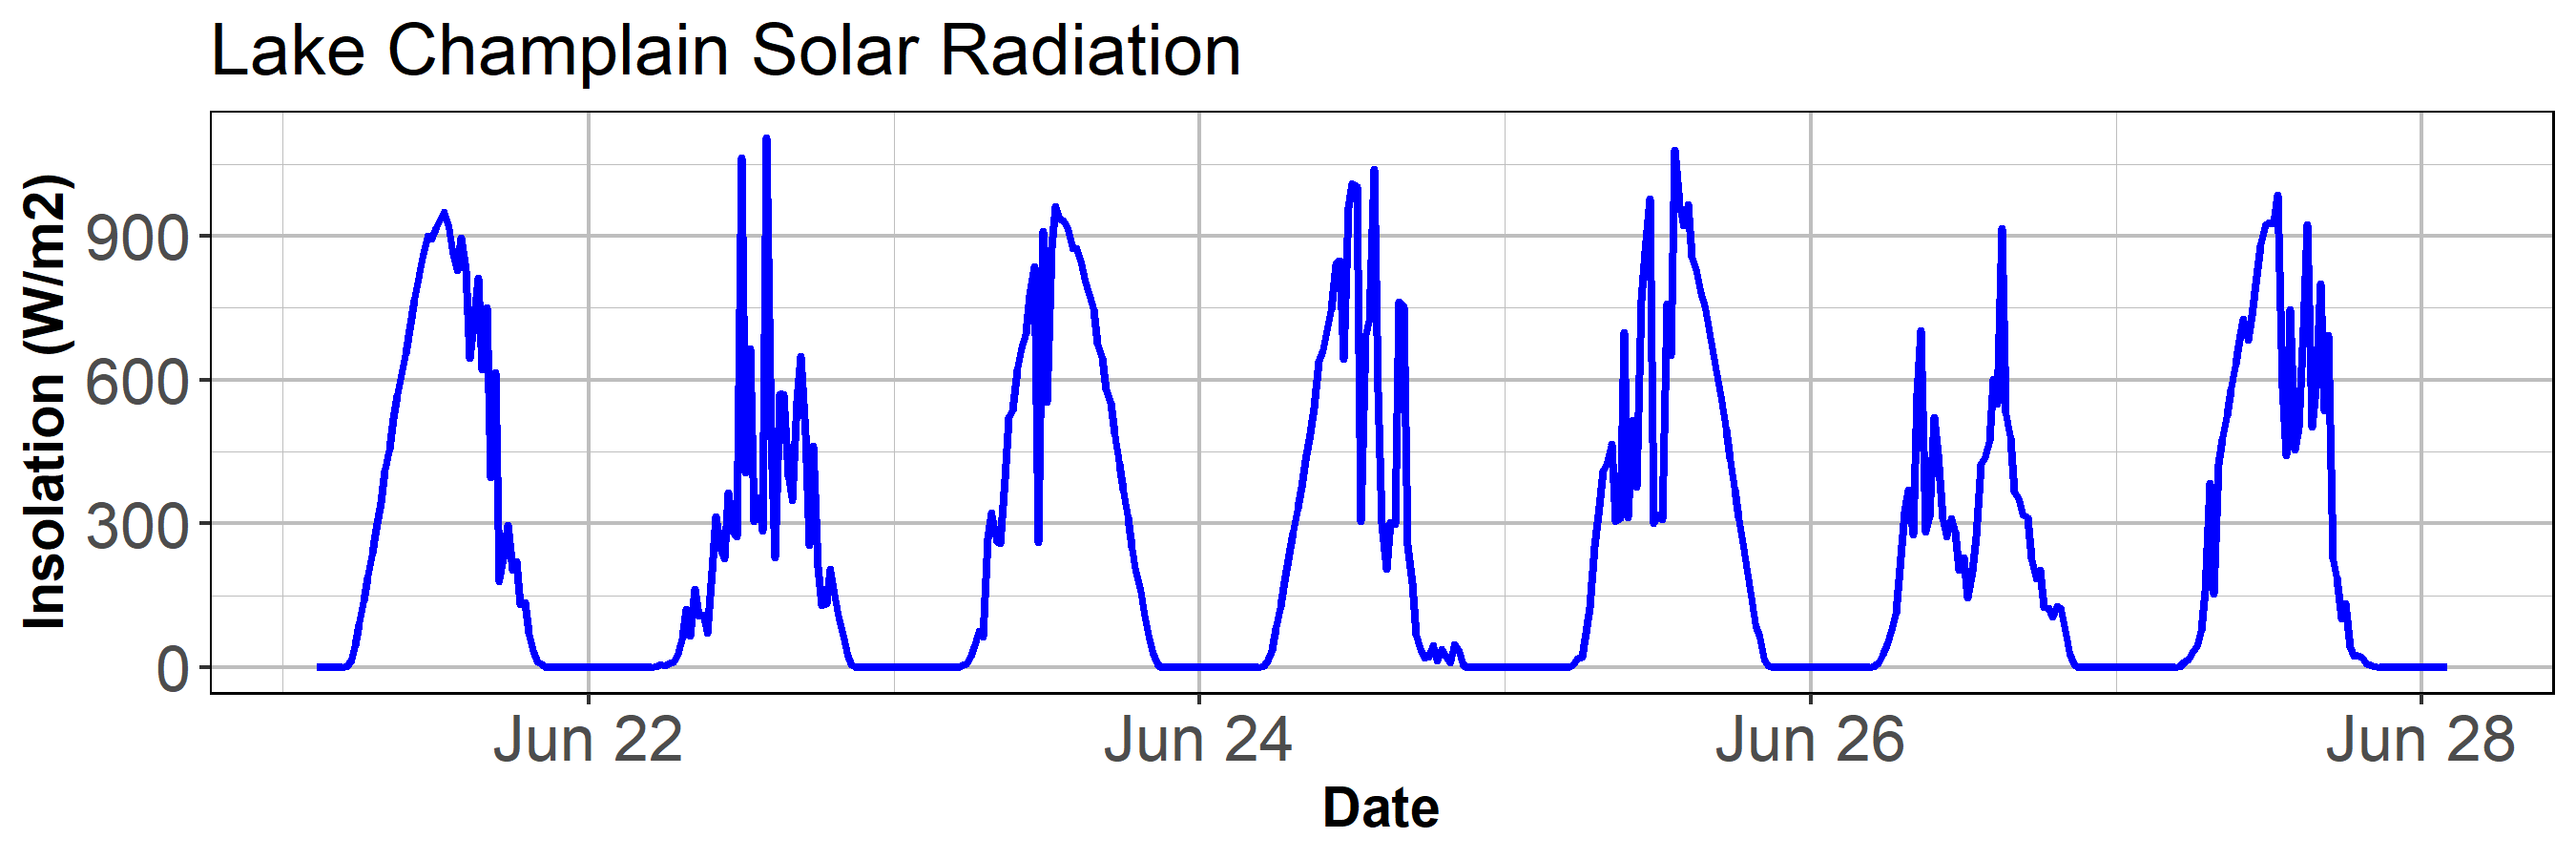 Lake Champlain Solar Radiation
Insolation (W/m2)
900
600
300
0
Jun 22
Jun 24
Jun 26
Jun 28
Date